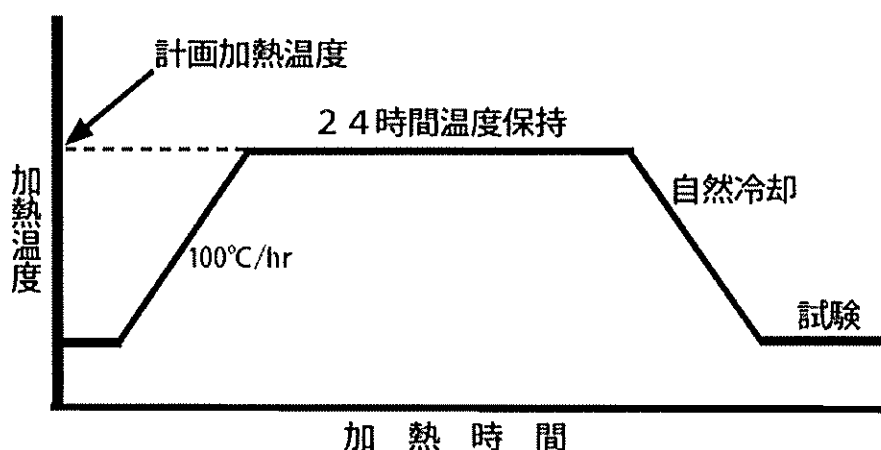 計画加熱温度
２４時間温度保持
自然冷却
加熱温度
100℃/hr
試験
加熱時間